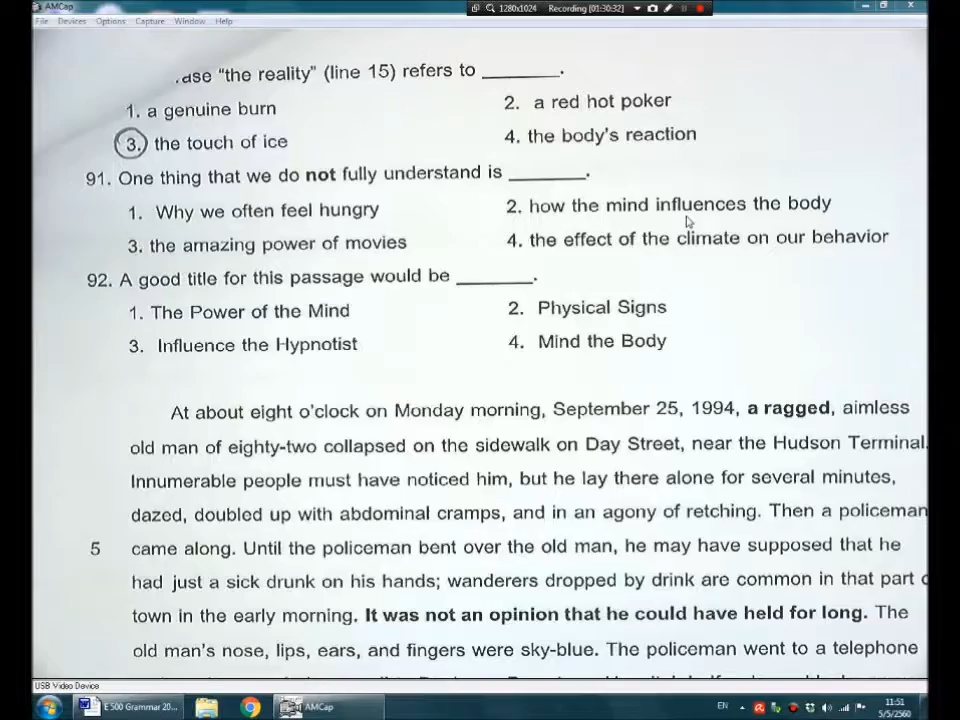 AMCap
1280x1024 Recording [01:30:32]
File Devices Options Capture Window Help
ase "the reality" (line 15) refers to ________.
1. a genuine burn 2. a red hot poker
3. the touch of ice 4. the body's reaction
91. One thing that we do not fully understand is ________.
1. Why we often feel hungry 2. how the mind influences the body
3. the amazing power of movies 4. the effect of the climate on our behavior
92. A good title for this passage would be ________.
1. The Power of the Mind 2. Physical Signs
3. Influence the Hypnotist 4. Mind the Body
At about eight o'clock on Monday morning, September 25, 1994, a ragged, aimless
old man of eighty-two collapsed on the sidewalk on Day Street, near the Hudson Terminal.
Innumerable people must have noticed him, but he lay there alone for several minutes,
dazed, doubled up with abdominal cramps, and in an agony of retching. Then a policeman
5 came along. Until the policeman bent over the old man, he may have supposed that he
had just a sick drunk on his hands; wanderers dropped by drink are common in that part
town in the early morning. It was not an opinion that he could have held for long. The
old man's nose, lips, ears, and fingers were sky-blue. The policeman went to a telephone
USB Video Device
E 500 Grammar 20... AMCap EN 11:51
5/5/2560